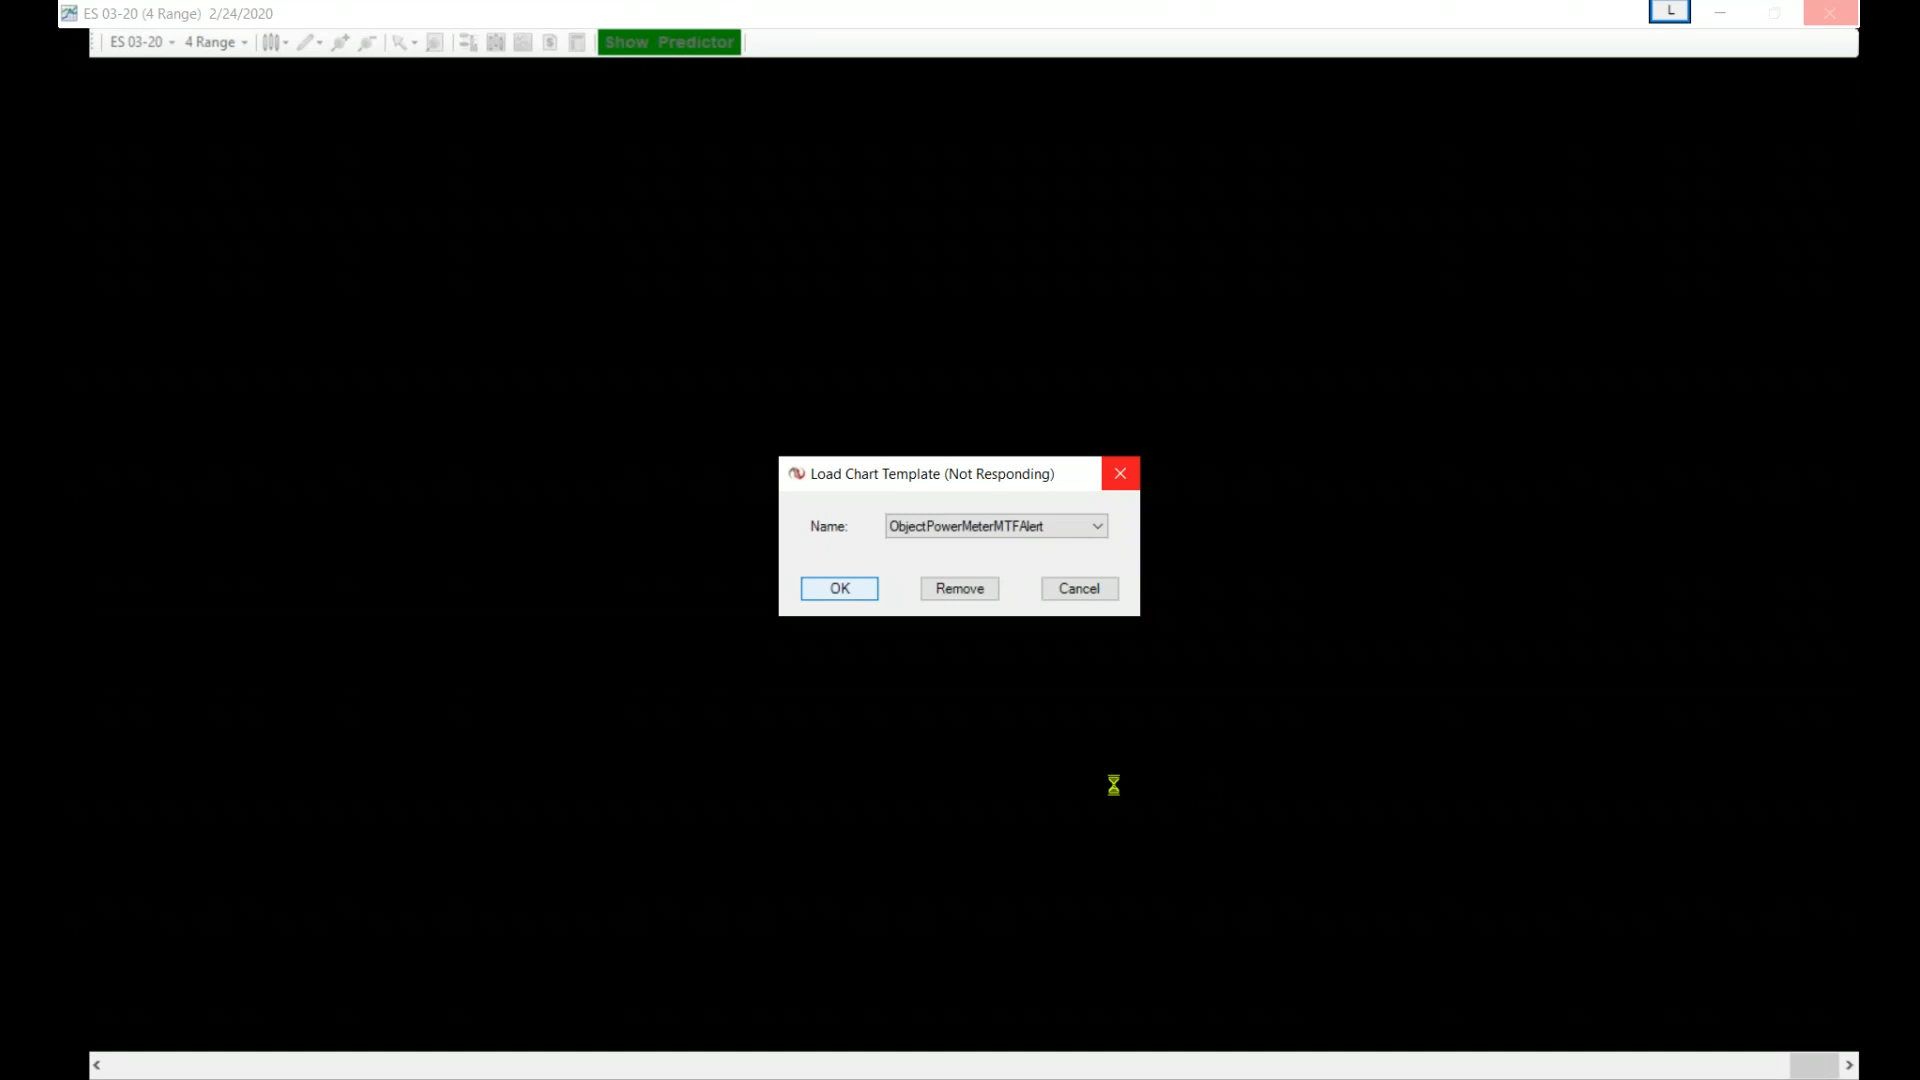 ES 03-20 (4 Range) 2/24/2020
L
ES 03-20 4 Range Show Predictor
Load Chart Template (Not Responding)
Name: ObjectPowerMeterMTFAlert
OK Remove Cancel